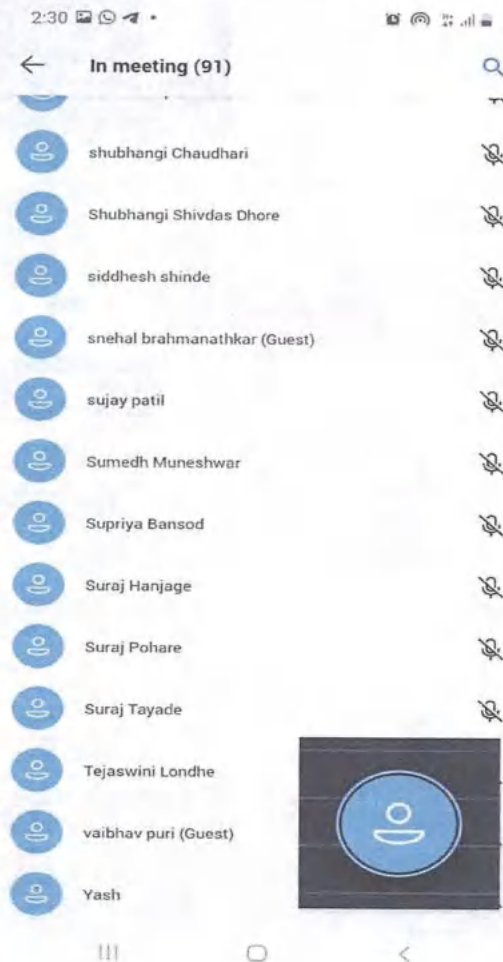 2:30
In meeting (91)
shubhangi Chaudhari
Shubhangi Shivdas Dhore
siddhesh shinde
snehal brahmanathkar (Guest)
sujay patil
Sumedh Muneshwar
Supriya Bansod
Suraj Hanjage
Suraj Pohare
Suraj Tayade
Tejaswini Londhe
vaibhav puri (Guest)
Yash